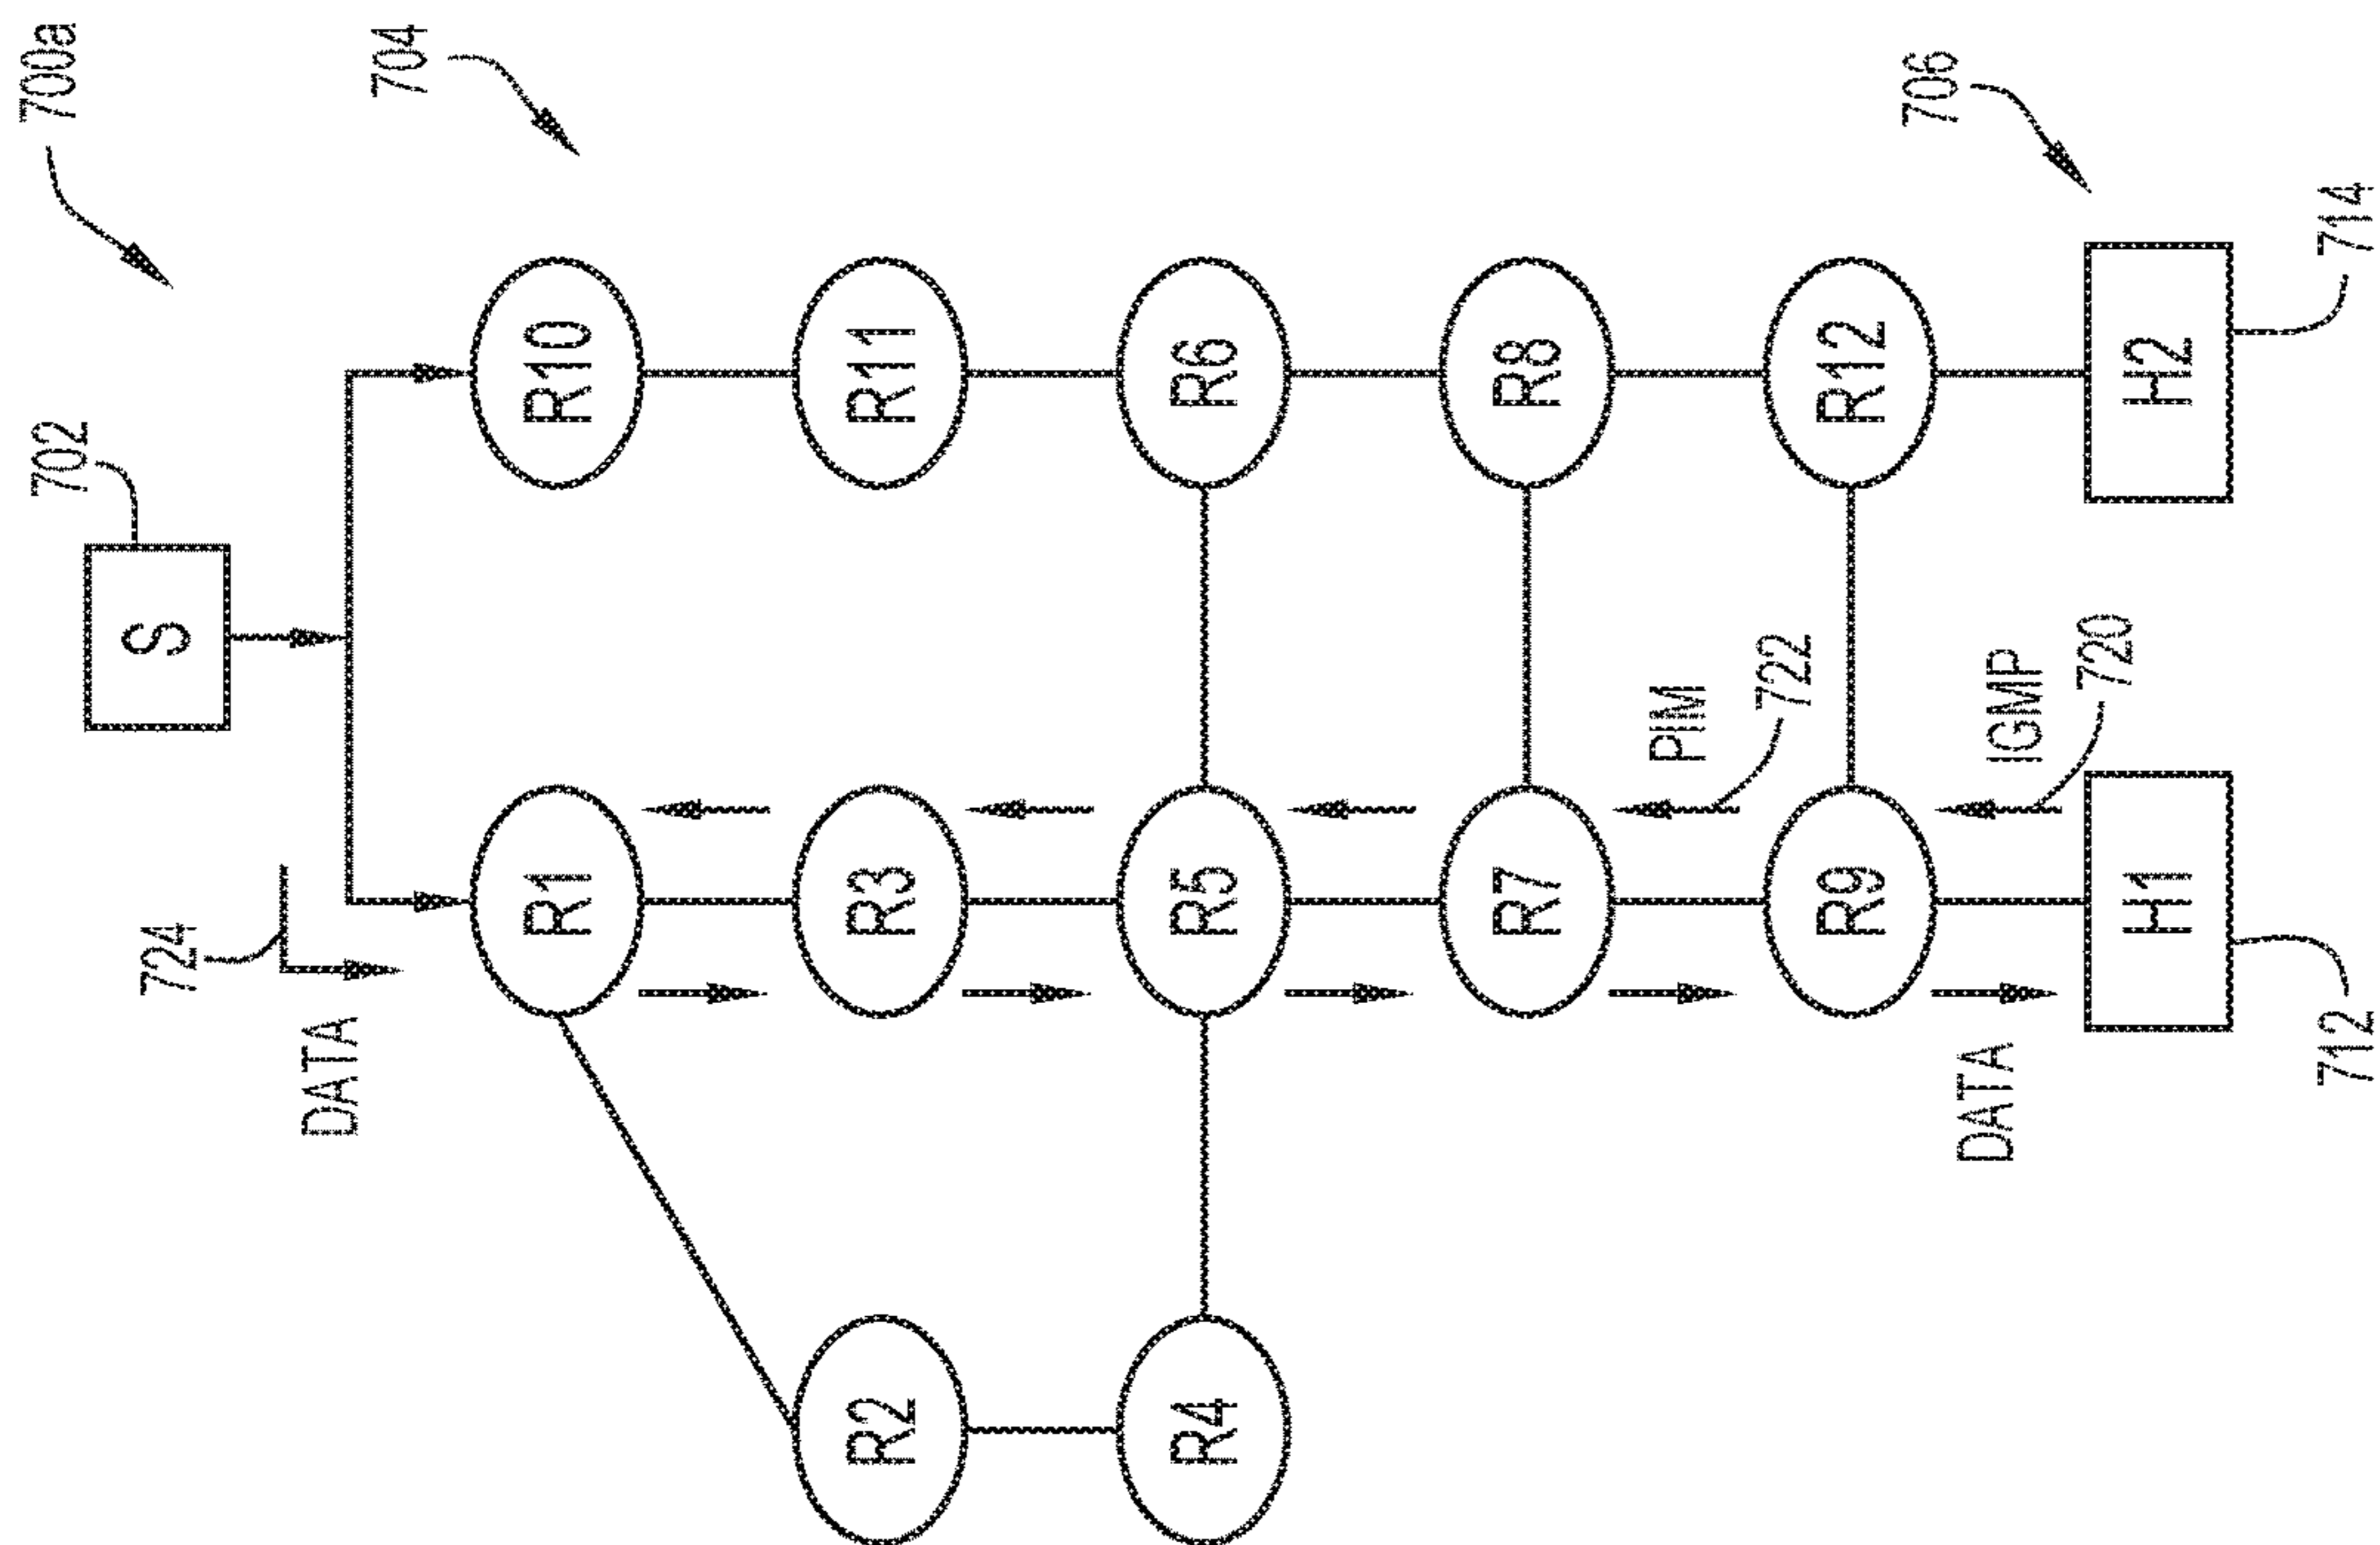 700a
702
704
S
724
DATA
R1
R10
R2
R3
R11
R4
R5
R6
R7
R8
PIM
722
R9
R12
706
DATA
IGMP
720
H1
H2
712
714